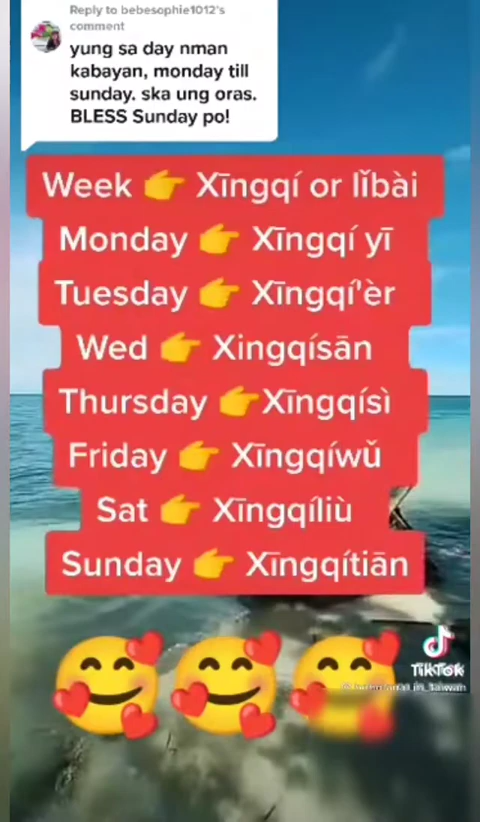 Reply to bebesophie1012's
comment
yung sa day nman
kabayan, monday till
sunday. ska ung oras.
BLESS Sunday po!
Week 👉 Xīngqí or lǐbài
Monday 👉 Xīngqí yī
Tuesday 👉 Xīngqí'èr
Wed 👉 Xingqísān
Thursday 👉Xīngqísì
Friday 👉 Xīngqíwǔ
Sat 👉 Xīngqíliù
Sunday 👉 Xīngqítiān
TikTok